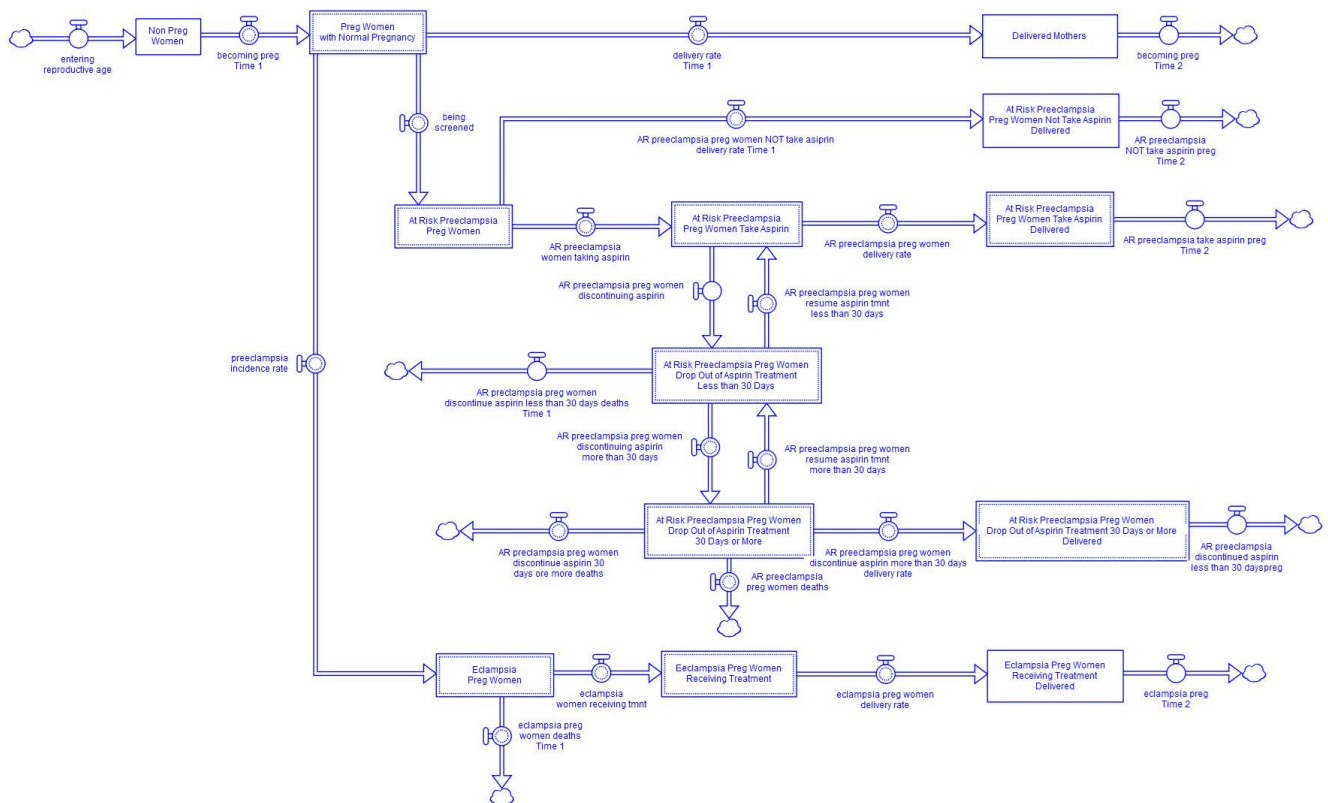 Non Preg
Women
entering
reproductive age
becoming preg
Time 1
Preg Women
with Normal Pregnancy
delivery rate
Time 1
Delivered Mothers
becoming preg
Time 2
being
screened
AR preeclampsia preg women NOT take asiprin
delivery rate Time 1
At Risk Preeclampsia
Preg Women Not Take Aspirin
Delivered
AR preeclampsia
NOT take aspirin preg
Time 2
At Risk Preeclampsia
Preg Women
AR preeclampsia
women taking aspirin
At Risk Preeclampsia
Preg Women Take Aspirin
AR preeclampsia preg women
delivery rate
At Risk Preeclampsia
Preg Women Take Aspirin
Delivered
AR preeclampsia take aspirin preg
Time 2
AR preeclampsia preg women
discontinuing aspirin
AR preeclampsia preg women
resume aspirin tmnt
less than 30 days
preeclampsia
incidence rate
At Risk Preeclampsia Preg Women
Drop Out of Aspirin Treatment
Less than 30 Days
AR preclampsia preg women
discontinue aspirin less than 30 days deaths
Time 1
AR preeclampsia preg women
discontinuing aspirin
more than 30 days
AR preeclampsia preg women
resume aspirin tmnt
more than 30 days
At Risk Preeclampsia Preg Women
Drop Out of Aspirin Treatment
30 Days or More
AR preclampsia preg women
discontinue aspirin 30
days ore more deaths
AR preeclampsia preg women
discontinue aspirin more than 30 days
delivery rate
At Risk Preeclampsia Preg Women
Drop Out of Aspirin Treatment 30 Days or More
Delivered
AR preeclampsia
discontinued aspirin
less than 30 dayspreg
AR preeclampsia
preg women deaths
Eclampsia
Preg Women
eclampsia
women receiving tmnt
Eeclampsia Preg Women
Receiving Treatment
eclampsia preg women
delivery rate
Eclampsia Preg Women
Receiving Treatment
Delivered
eclampsia preg
Time 2
eclampsia preg
women deaths
Time 1